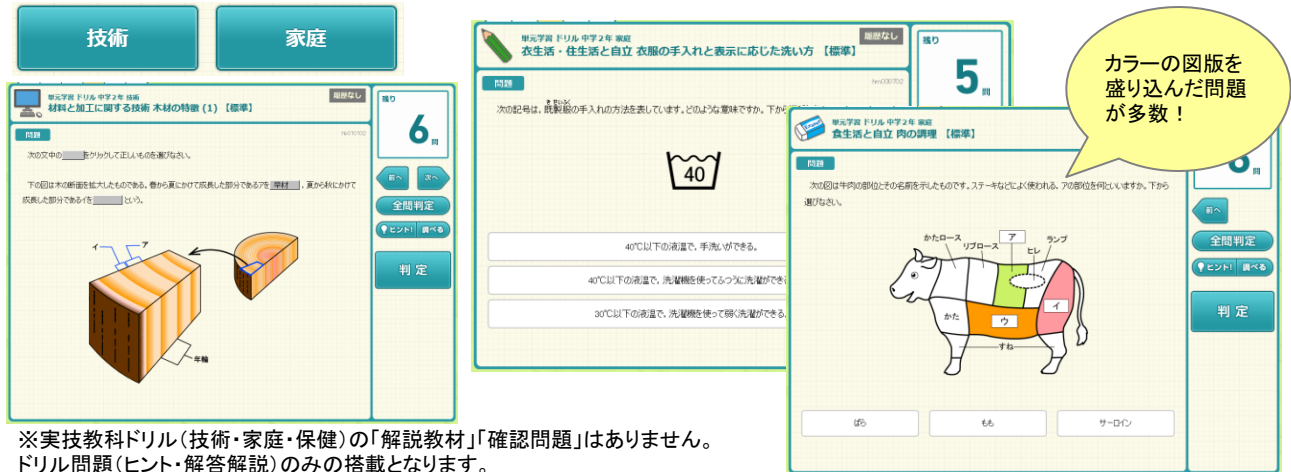 技術
家庭
単元学習 ドリル 中学2年 技術
材料と加工に関する技術 木材の特徴 (1) 【標準】
履歴なし
問題
次の文中の をクリックして正しいものを選びなさい。
下の図は木の断面を拡大したものである。春から夏にかけて成長した部分であるアを 早材 、夏から秋にかけて
成長した部分であるイを という。
イ
ア
年輪
残り
6問
前へ
次へ
全問判定
ヒント!
調べる
判定
単元学習 ドリル 中学2年 家庭
衣生活・住生活と自立 衣服の手入れと表示に応じた洗い方 【標準】
履歴なし
問題
次の記号は、既製服の手入れの方法を表しています。どのような意味ですか。下から
きせいふく
40
40℃以下の液温で、手洗いができる。
40℃以下の液温で、洗濯機を使ってふつうに洗濯ができ
30℃以下の液温で、洗濯機を使って弱く洗濯ができる。
残り
5問
カラーの図版を
盛り込んだ問題
が多数！
単元学習 ドリル 中学2年 家庭
食生活と自立 肉の調理 【標準】
問題
次の図は牛肉の部位とその名前を示したものです。ステーキなどによく使われる、アの部位を何といいますか。下から
選びなさい。
かたロース
リブロース
ア
ヒレ
ランプ
かた
ウ
イ
すね
ばら
もも
サーロイン
問
前へ
全問判定
ヒント!
調べる
判定
※実技教科ドリル（技術・家庭・保健）の「解説教材」「確認問題」はありません。
ドリル問題（ヒント・解答解説）のみの搭載となります。